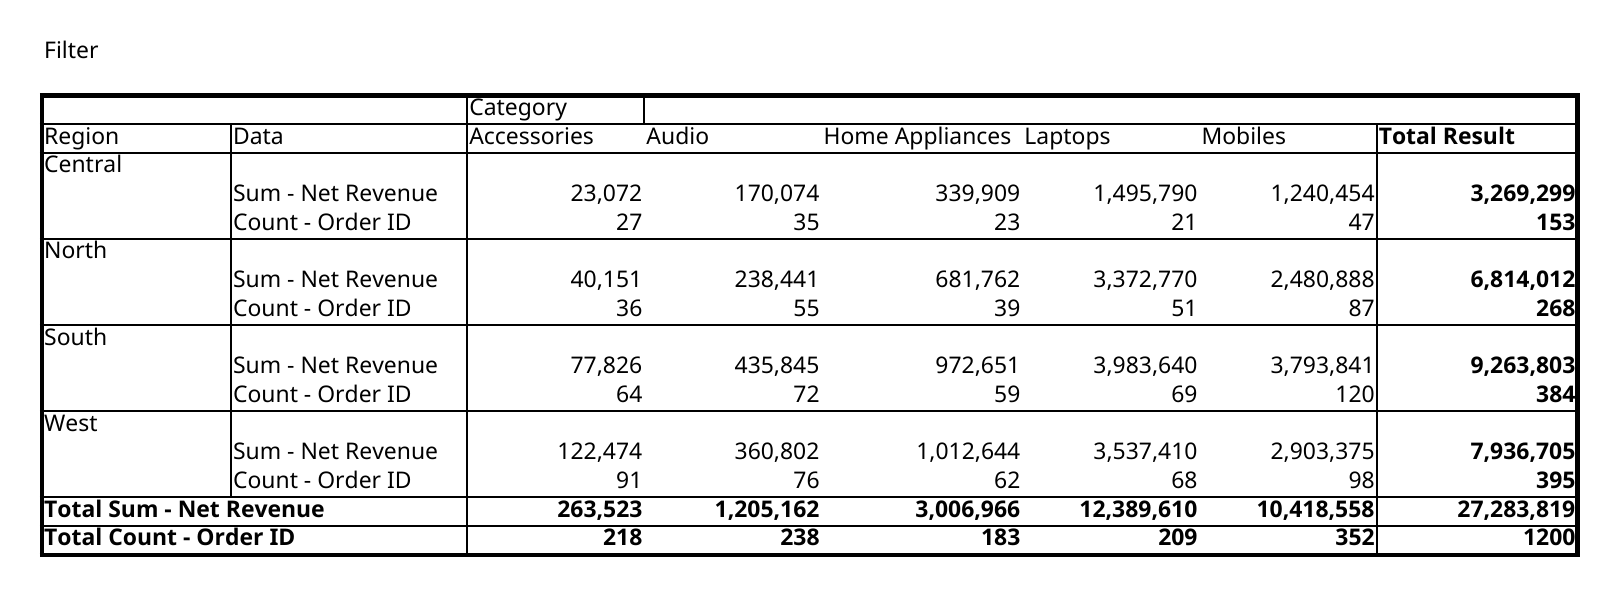 Filter
Category
Region Data Accessories Audio Home Appliances Laptops Mobiles Total Result
Central
Sum - Net Revenue 23,072 170,074 339,909 1,495,790 1,240,454 3,269,299
Count - Order ID 27 35 23 21 47 153
North
Sum - Net Revenue 40,151 238,441 681,762 3,372,770 2,480,888 6,814,012
Count - Order ID 36 55 39 51 87 268
South
Sum - Net Revenue 77,826 435,845 972,651 3,983,640 3,793,841 9,263,803
Count - Order ID 64 72 59 69 120 384
West
Sum - Net Revenue 122,474 360,802 1,012,644 3,537,410 2,903,375 7,936,705
Count - Order ID 91 76 62 68 98 395
Total Sum - Net Revenue 263,523 1,205,162 3,006,966 12,389,610 10,418,558 27,283,819
Total Count - Order ID 218 238 183 209 352 1200